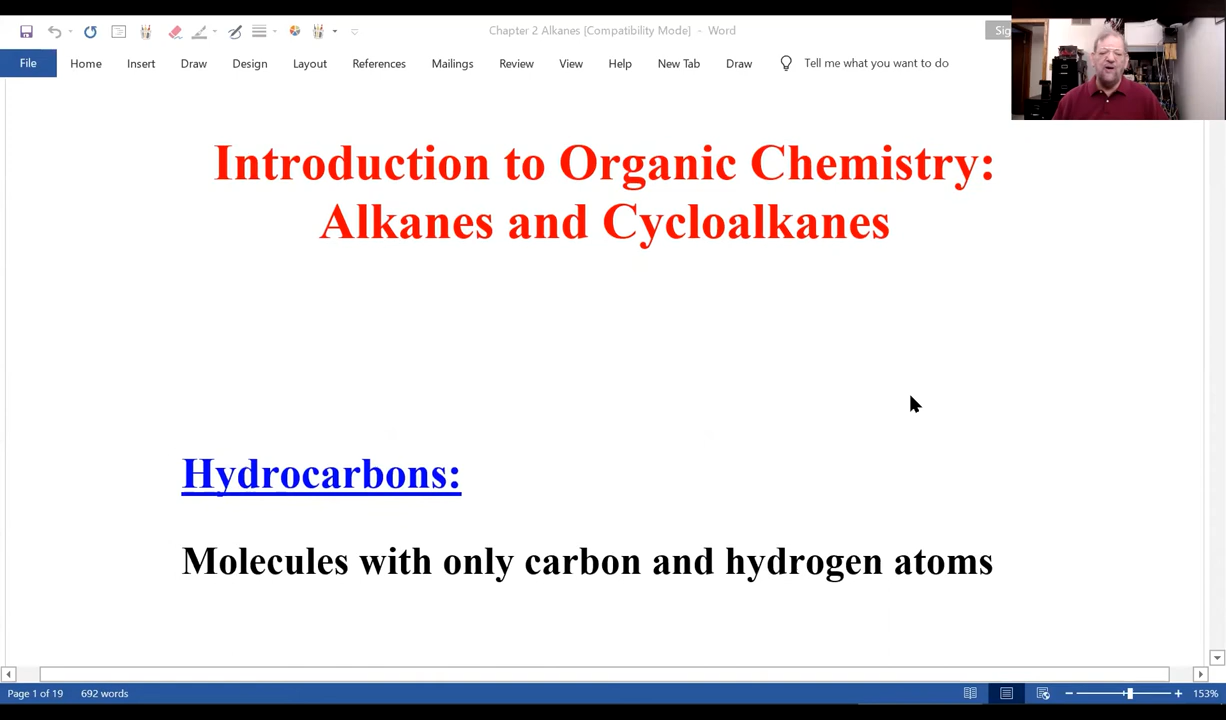 Chapter 2 Alkanes [Compatibility Mode] - Word
File Home Insert Draw Design Layout References Mailings Review View Help New Tab Draw Tell me what you want to do
Introduction to Organic Chemistry:
Alkanes and Cycloalkanes
Hydrocarbons:
Molecules with only carbon and hydrogen atoms
Page 1 of 19 692 words 153%